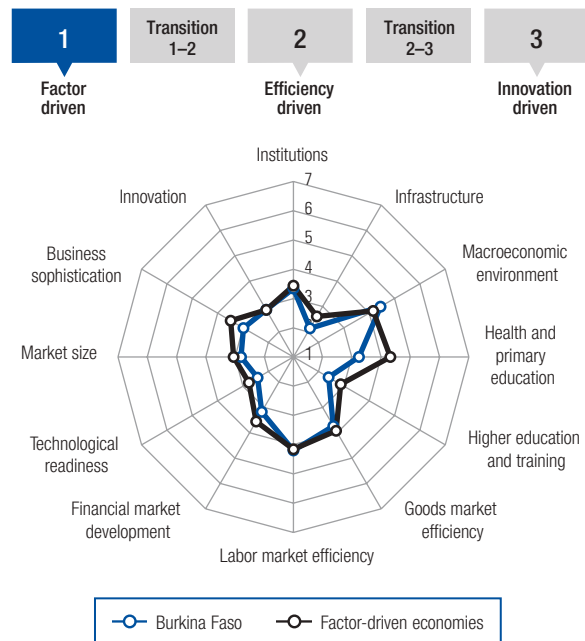 1
Transition
1–2
2
Transition
2–3
3
Factor
driven
Efficiency
driven
Innovation
driven
Institutions
7
6
5
4
3
2
1
Infrastructure
Macroeconomic
environment
Health and
primary
education
Higher education
and training
Goods market
efficiency
Labor market efficiency
Financial market
development
Technological
readiness
Market size
Business
sophistication
Innovation
Burkina Faso
Factor-driven economies